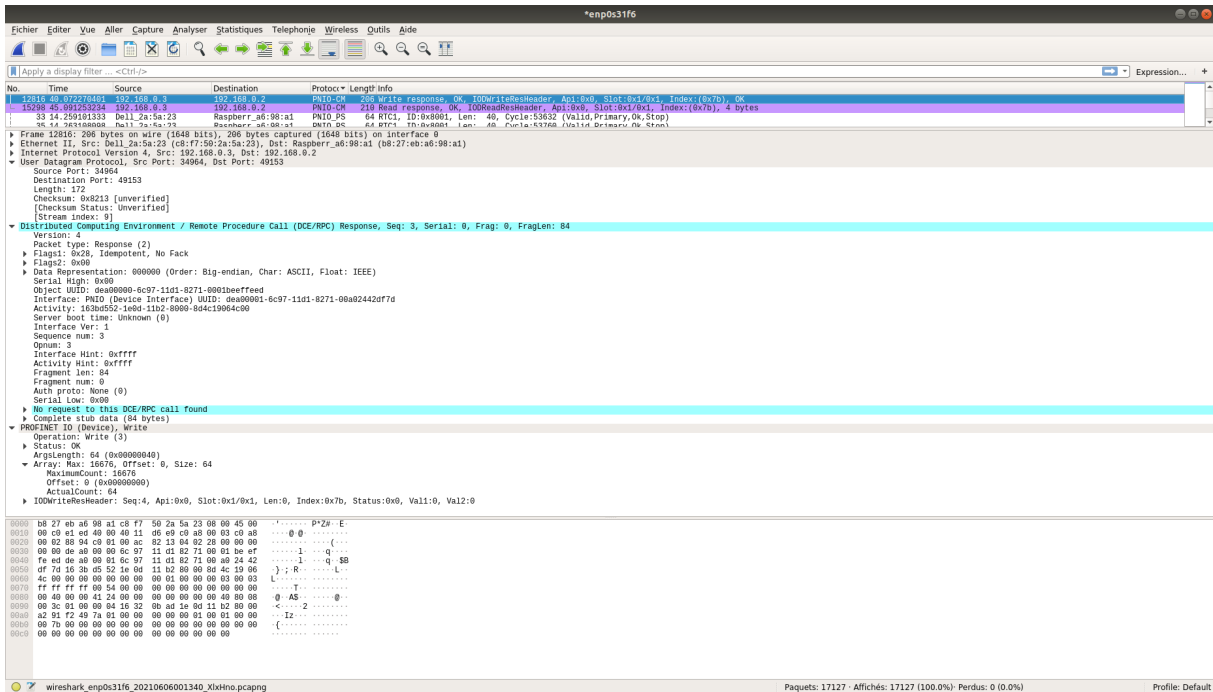 *enp0s31f6
Fichier Editer Vue Aller Capture Analyser Statistiques Telephonie Wireless Outils Aide
Apply a display filter ... <Ctrl-/> Expression... +
No. Time Source Destination Protocc Length Info
12816 40.072270401 192.168.0.3 192.168.0.2 PNIO-CM 206 Write response, OK, IODWriteResHeader, Api:0x0, Slot:0x1/0x1, Index:(0x7b), OK
15298 45.091253234 192.168.0.3 192.168.0.2 PNIO-CM 210 Read response, OK, IODReadResHeader, Api:0x0, Slot:0x1/0x1, Index:(0x7b), 4 bytes
33 14.259101333 Dell_2a:5a:23 Raspberr_a6:98:a1 PNIO_PS 64 RTC1, ID:0x8001, Len: 40, Cycle:53632 (Valid,Primary,Ok,Stop)
35 14.263108098 Dell_2a:5a:23 Raspberr_a6:98:a1 PNIO_PS 64 RTC1, ID:0x8001, Len: 40, Cycle:53760 (Valid,Primary,Ok,Stop)
Frame 12816: 206 bytes on wire (1648 bits), 206 bytes captured (1648 bits) on interface 0
Ethernet II, Src: Dell_2a:5a:23 (c8:f7:50:2a:5a:23), Dst: Raspberr_a6:98:a1 (b8:27:eb:a6:98:a1)
Internet Protocol Version 4, Src: 192.168.0.3, Dst: 192.168.0.2
User Datagram Protocol, Src Port: 34964, Dst Port: 49153
Source Port: 34964
Destination Port: 49153
Length: 172
Checksum: 0x8213 [unverified]
[Checksum Status: Unverified]
[Stream index: 9]
Distributed Computing Environment / Remote Procedure Call (DCE/RPC) Response, Seq: 3, Serial: 0, Frag: 0, FragLen: 84
Version: 4
Packet type: Response (2)
Flags1: 0x28, Idempotent, No Fack
Flags2: 0x00
Data Representation: 000000 (Order: Big-endian, Char: ASCII, Float: IEEE)
Serial High: 0x00
Object UUID: dea00000-6c97-11d1-8271-0001beeffeed
Interface: PNIO (Device Interface) UUID: dea00001-6c97-11d1-8271-00a02442df7d
Activity: 163bd552-1e0d-11b2-8000-8d4c19064c00
Server boot time: Unknown (0)
Interface Ver: 1
Sequence num: 3
Opnum: 3
Interface Hint: 0xffff
Activity Hint: 0xffff
Fragment len: 84
Fragment num: 0
Auth proto: None (0)
Serial Low: 0x00
No request to this DCE/RPC call found
Complete stub data (84 bytes)
PROFINET IO (Device), Write
Operation: Write (3)
Status: OK
ArgsLength: 64 (0x00000040)
Array: Max: 16676, Offset: 0, Size: 64
MaximumCount: 16676
Offset: 0 (0x00000000)
ActualCount: 64
IODWriteResHeader: Seq:4, Api:0x0, Slot:0x1/0x1, Len:0, Index:0x7b, Status:0x0, Val1:0, Val2:0
0000 b8 27 eb a6 98 a1 c8 f7 50 2a 5a 23 08 00 45 00 ·'······ P*Z#··E·
0010 00 c0 e1 ed 40 00 40 11 d6 e9 c0 a8 00 03 c0 a8 ····@·@· ········
0020 00 02 88 94 c0 01 00 ac 82 13 04 02 28 00 00 00 ········ ····(···
0030 00 00 de a0 00 00 6c 97 11 d1 82 71 00 01 be ef ······l· ···q····
0040 fe ed de a0 00 01 6c 97 11 d1 82 71 00 a0 24 42 ······l· ···q··$B
0050 df 7d 16 3b d5 52 1e 0d 11 b2 80 00 8d 4c 19 06 ·}·;·R·· ·····L··
0060 4c 00 00 00 00 00 00 00 00 01 00 00 00 03 00 03 L······· ········
0070 ff ff ff ff 00 54 00 00 00 00 00 00 00 00 00 00 ·····T·· ········
0080 00 40 00 00 41 24 00 00 00 00 00 00 00 40 80 08 ·@··A$·· ·····@··
0090 00 3c 01 00 00 04 16 32 0b ad 1e 0d 11 b2 80 00 ·<·····2 ········
00a0 a2 91 f2 49 7a 01 00 00 00 00 00 01 00 01 00 00 ···Iz··· ········
00b0 00 7b 00 00 00 00 00 00 00 00 00 00 00 00 00 00 ·{······ ········
00c0 00 00 00 00 00 00 00 00 00 00 00 00 00 00 ········ ······
wireshark_enp0s31f6_20210606001340_XlxHno.pcapng Paquets: 17127 · Affichés: 17127 (100.0%)· Perdus: 0 (0.0%) Profile: Default